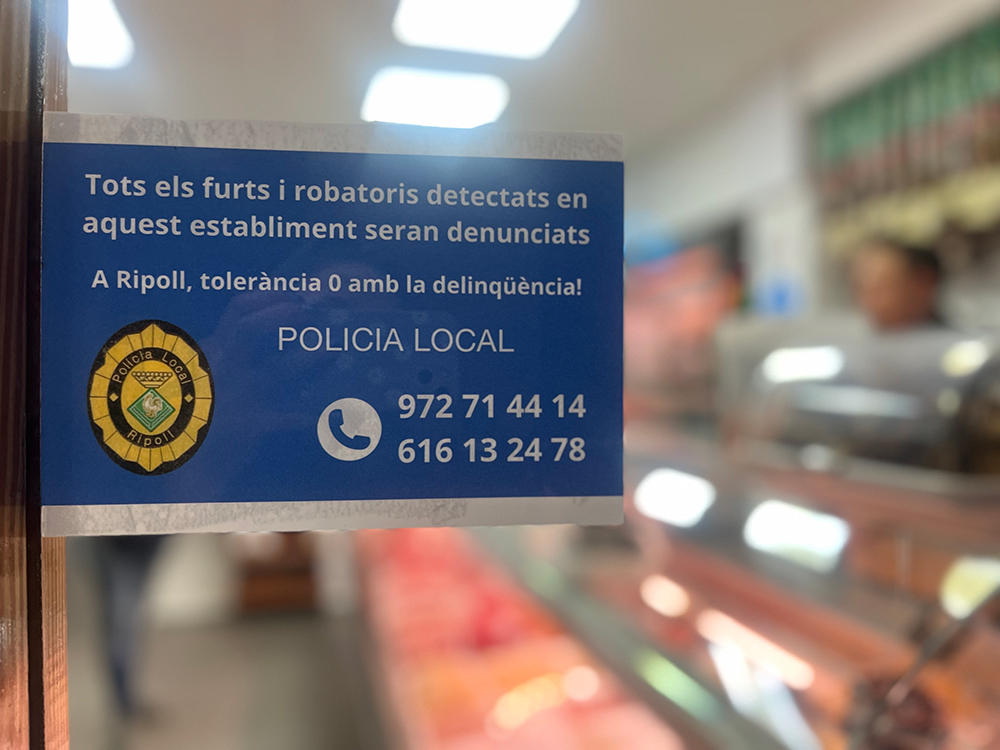 Tots els furts i robatoris detectats en
aquest establiment seran denunciats
A Ripoll, tolerància 0 amb la delinqüència!
POLICIA LOCAL
Policia Local
Ripoll
972 71 44 14
616 13 24 78